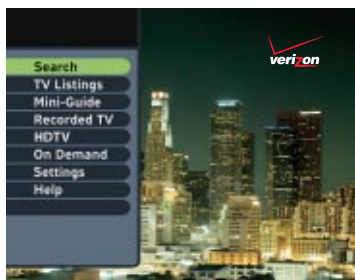 verizon
Search
TV Listings
Mini-Guide
Recorded TV
HDTV
On Demand
Settings
Help